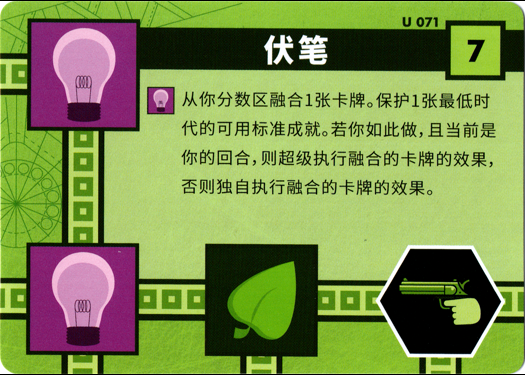 U 071
伏笔
7
从你分数区融合1张卡牌。保护1张最低时
代的可用标准成就。若你如此做，且当前是
你的回合，则超级执行融合的卡牌的效果，
否则独自执行融合的卡牌的效果。